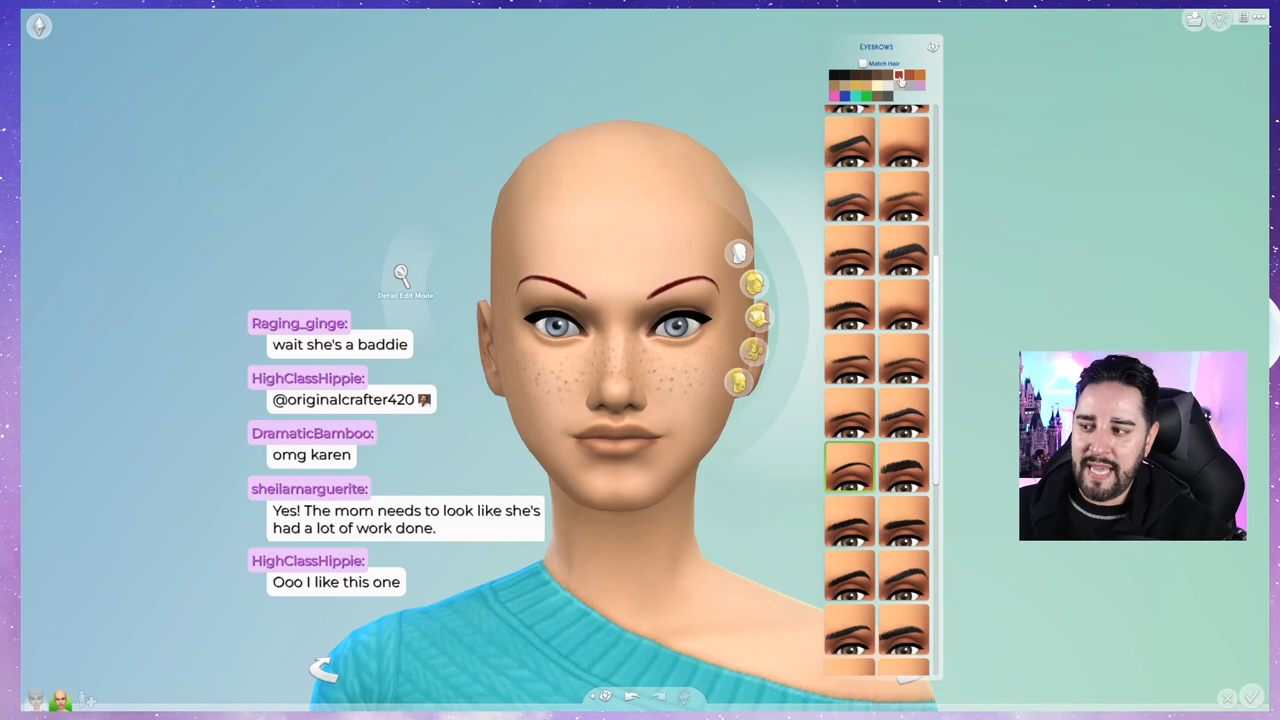 EYEBROWS
Match Hair
Detail Edit Mode
Raging_ginge:
wait she's a baddie
HighClassHippie:
@originalcrafter420
DramaticBamboo:
omg karen
sheilamarguerite:
Yes! The mom needs to look like she's
had a lot of work done.
HighClassHippie:
Ooo I like this one